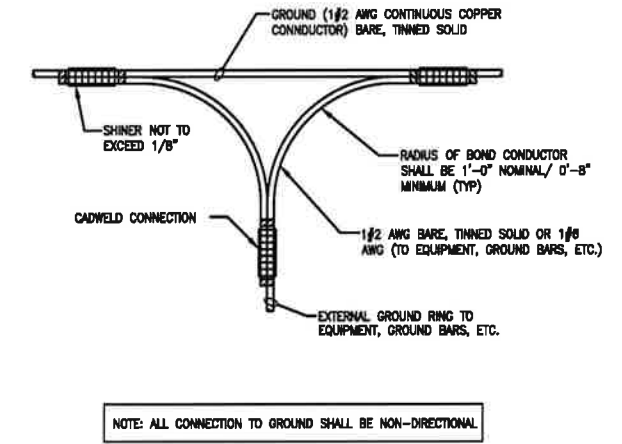 GROUND (1#2 AWG CONTINUOUS COPPER
CONNDUCTOR) BARE, TINNED SOLID
SHINER NOT TO
EXCEED 1/8"
RADIUS OF BOND CONDUCTOR
SHALL BE 1'-0" NOMINAL/ 0'-8"
MINIMUM (TYP)
CADWELD CONNECTION
1#2 AWG BARE, TINNED SOLID OR 1#6
AWG (TO EQUIPMENT, GROUND BARS, ETC.)
EXTERNAL GROUND RING TO
EQUIPMENT, GROUND BARS, ETC.
NOTE: ALL CONNECTION TO GROUND SHALL BE NON-DIRECTIONAL